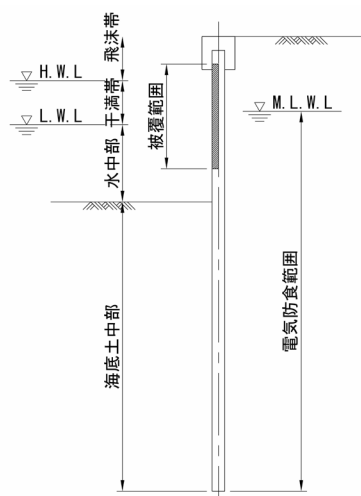 飛沫帯
H.W.L
干満帯
L.W.L
水中部
海底土中部
被覆範囲
M.L.W.L
電気防食範囲